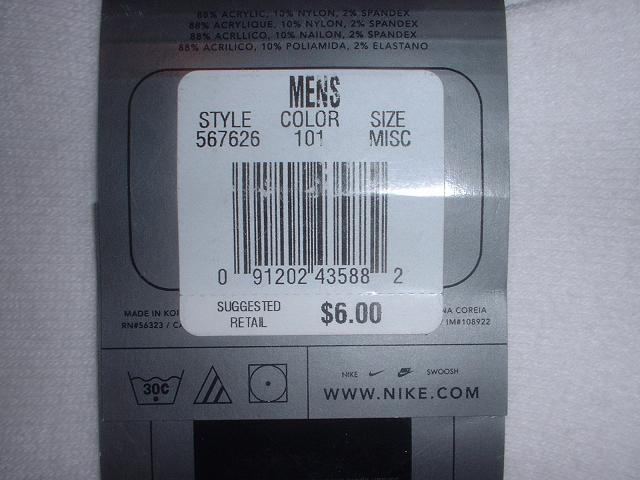 88% ACRYLIC, 10% NYLON, 2% SPANDEX
88% ACRYLIQUE, 10% NYLON, 2% SPANDEX
88% ACRLLICO, 10% NAILON, 2% SPANDEX
88% ACRILICO, 10% POLIAMIDA, 2% ELASTANO
MENS
STYLE COLOR SIZE
567626 101 MISC
0 91202 43588 2
SUGGESTED RETAIL $6.00
MADE IN KOR
RN#56323 / CA
NA COREIA
/ IM#108922
30C
NIKE SWOOSH
WWW.NIKE.COM